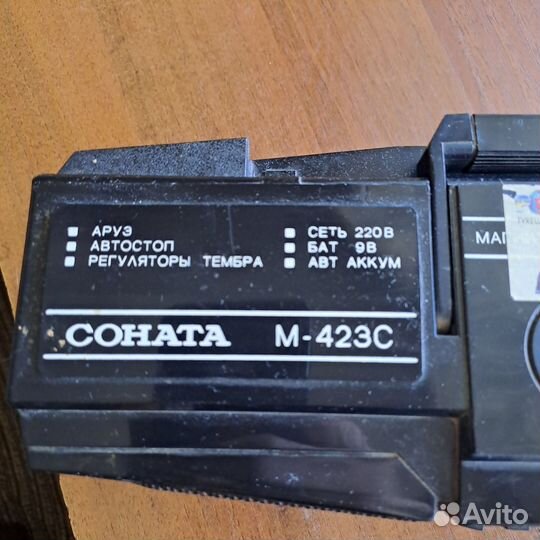 АРУЗ
АВТОСТОП
РЕГУЛЯТОРЫ ТЕМБРА
СЕТЬ 220В
БАТ 9В
АВТ АККУМ
СОНАТА М-423С
Avito